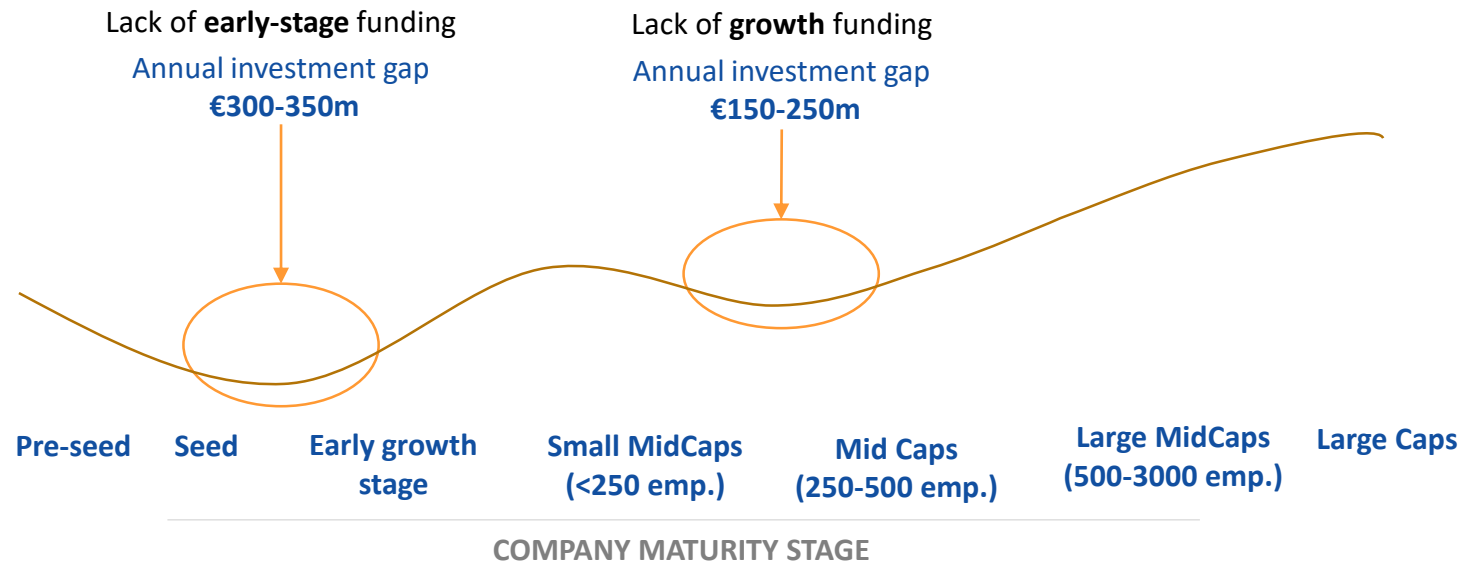 Lack of early-stage funding
Annual investment gap
€300-350m
Lack of growth funding
Annual investment gap
€150-250m
Pre-seed
Seed
Early growth
stage
Small MidCaps
(<250 emp.)
Mid Caps
(250-500 emp.)
Large MidCaps
(500-3000 emp.)
Large Caps
COMPANY MATURITY STAGE